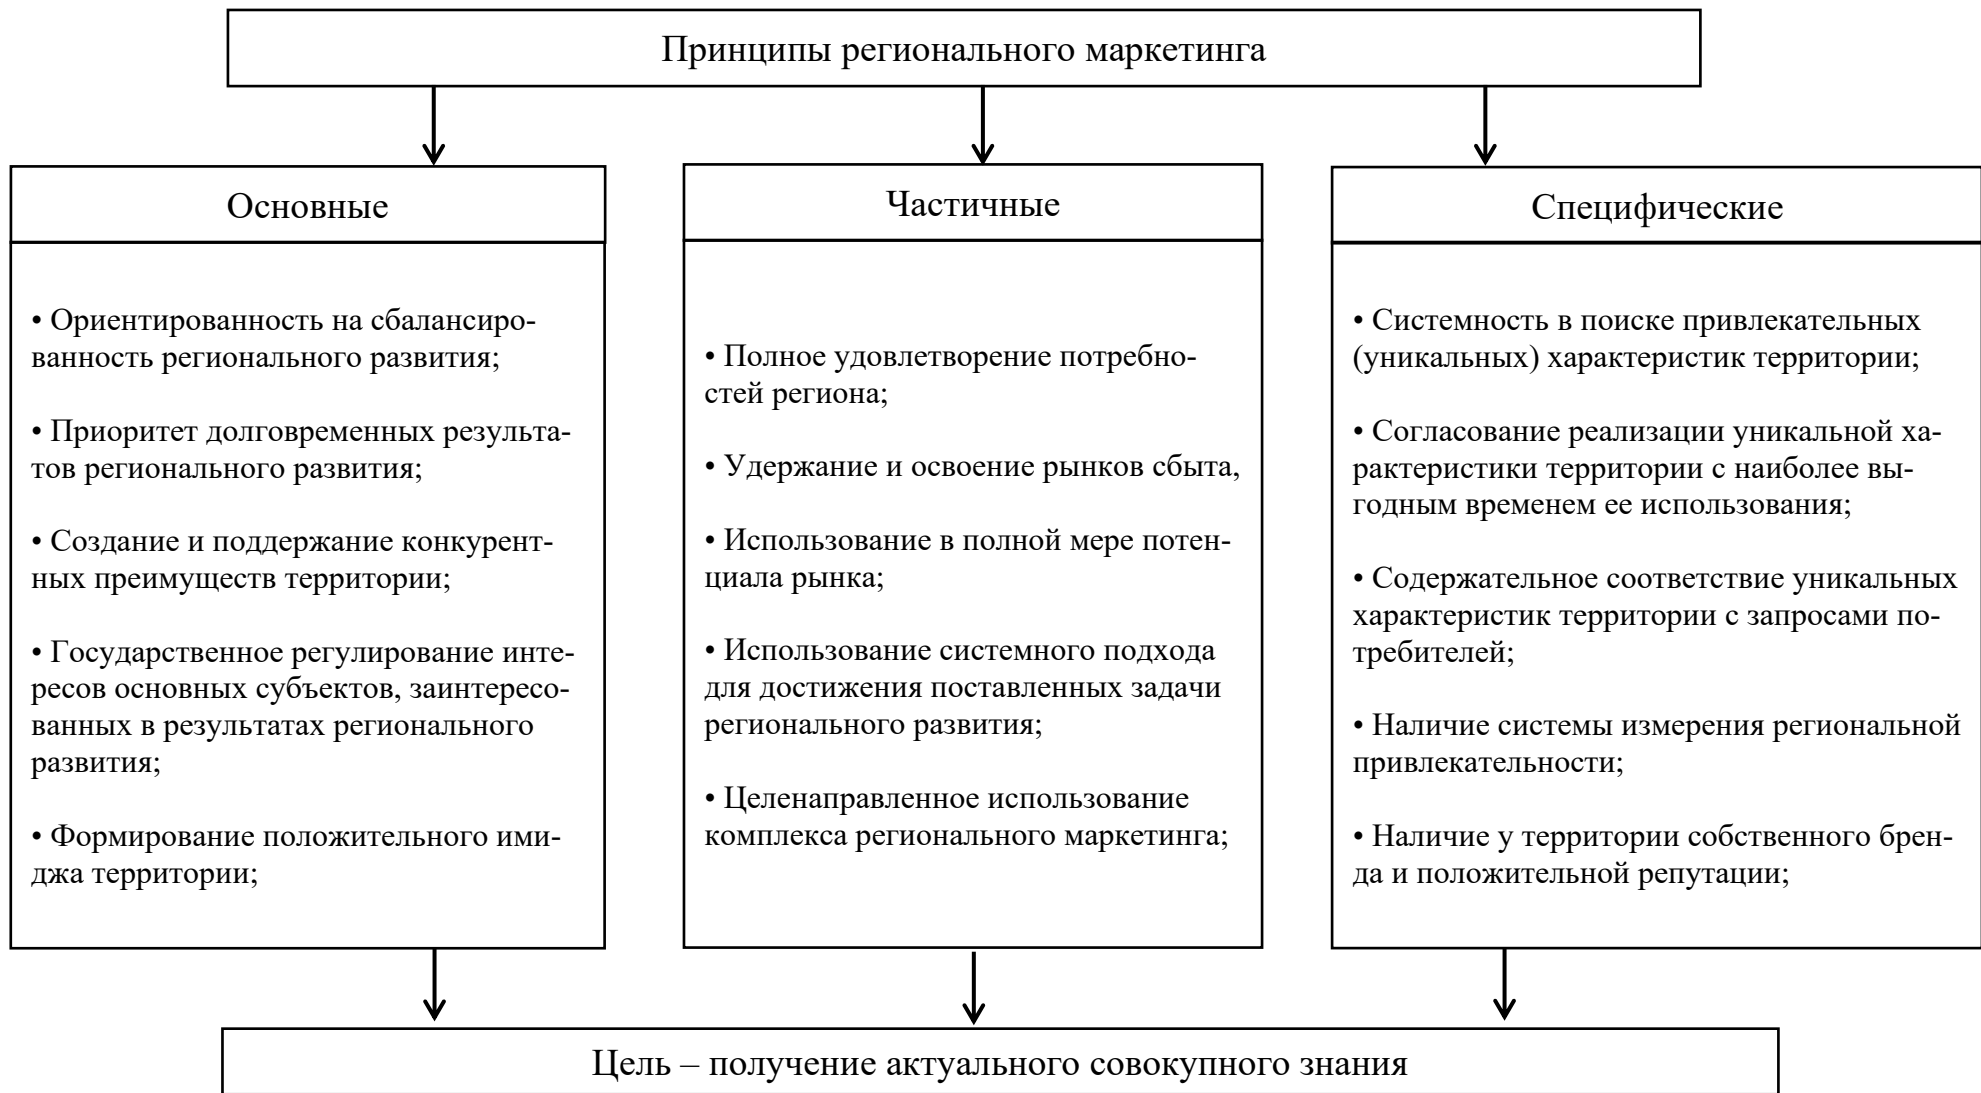 Принципы регионального маркетинга
Основные
• Ориентированность на сбалансиро-
ванность регионального развития;
• Приоритет долговременных результа-
тов регионального развития;
• Создание и поддержание конкурент-
ных преимуществ территории;
• Государственное регулирование инте-
ресов основных субъектов, заинтересо-
ванных в результатах регионального
развития;
• Формирование положительного ими-
джа территории;
Частичные
• Полное удовлетворение потребно-
стей региона;
• Удержание и освоение рынков сбыта,
• Использование в полной мере потен-
циала рынка;
• Использование системного подхода
для достижения поставленных задачи
регионального развития;
• Целенаправленное использование
комплекса регионального маркетинга;
Специфические
• Системность в поиске привлекательных
(уникальных) характеристик территории;
• Согласование реализации уникальной ха-
рактеристики территории с наиболее вы-
годным временем ее использования;
• Содержательное соответствие уникальных
характеристик территории с запросами по-
требителей;
• Наличие системы измерения региональной
привлекательности;
• Наличие у территории собственного брен-
да и положительной репутации;
Цель – получение актуального совокупного знания